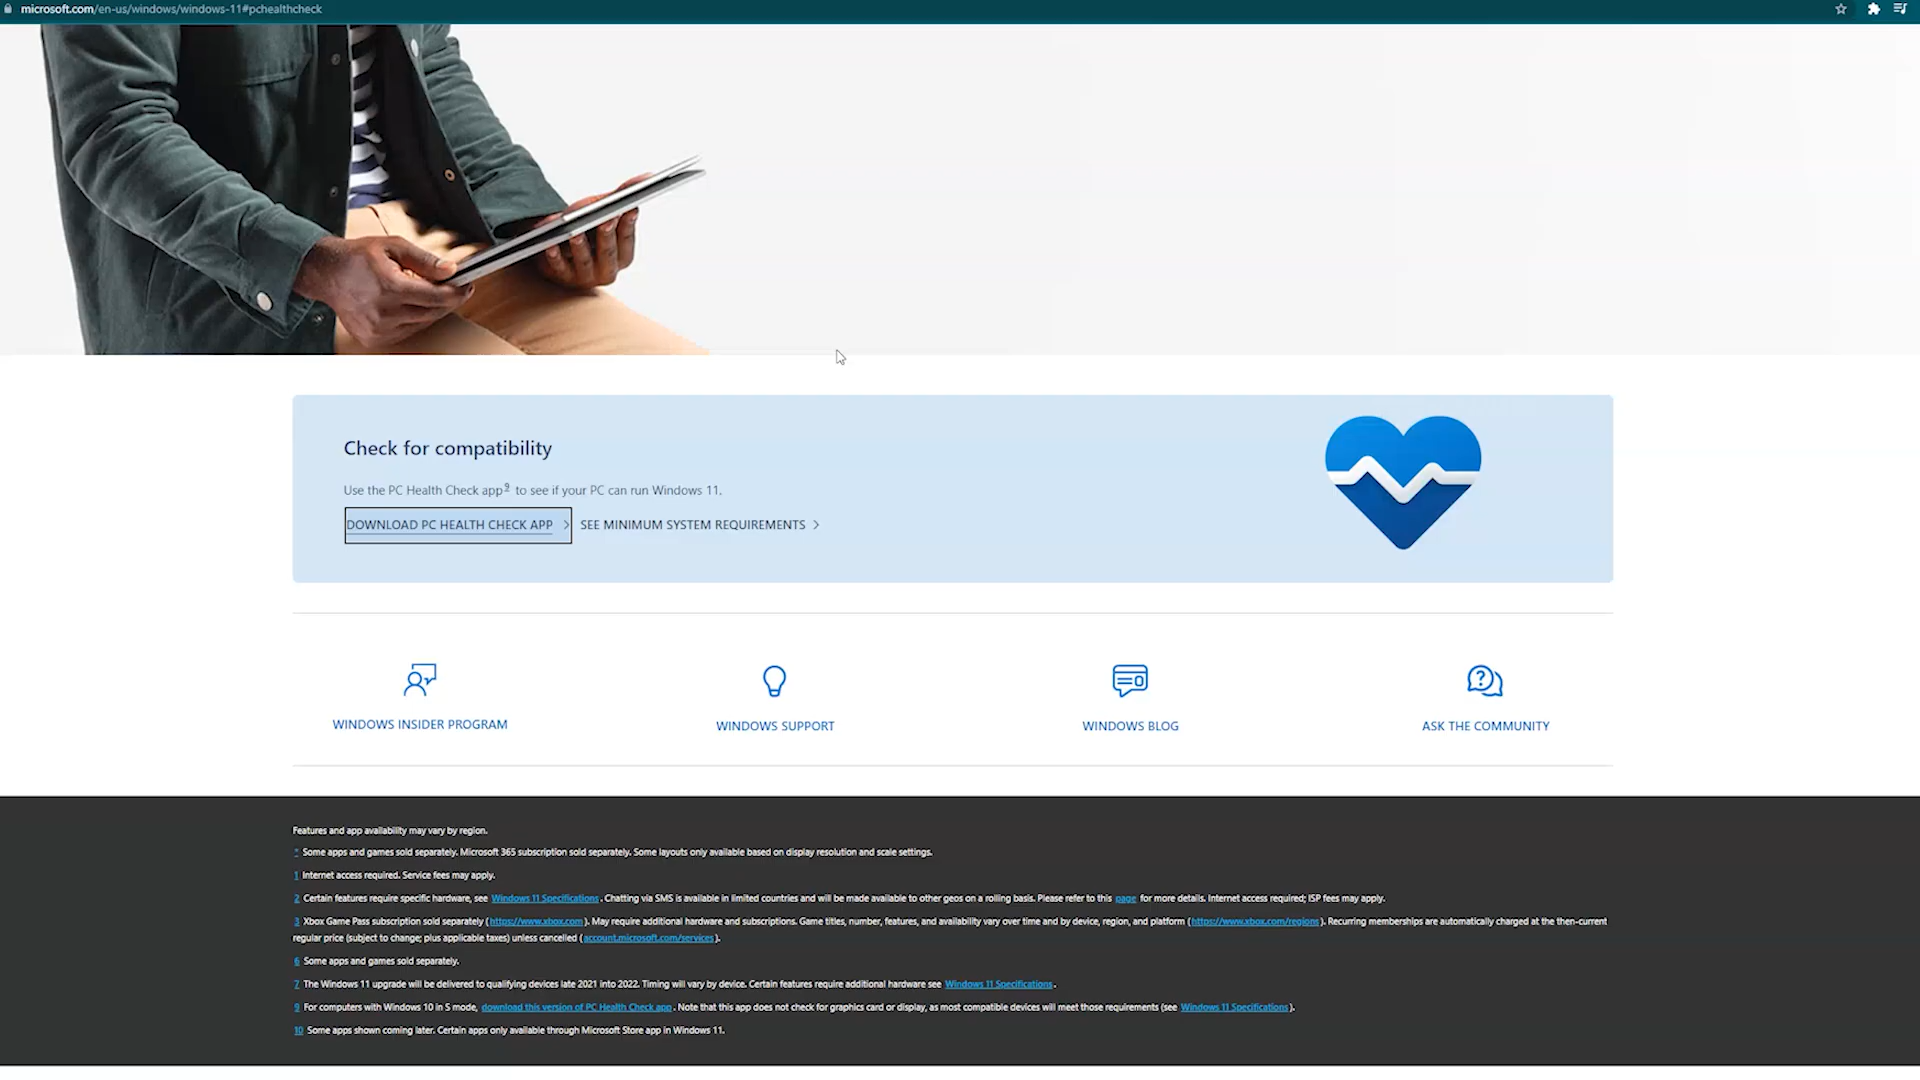 microsoft.com/en-us/windows/windows-11#pchealthcheck
Check for compatibility
Use the PC Health Check app9 to see if your PC can run Windows 11.
DOWNLOAD PC HEALTH CHECK APP > SEE MINIMUM SYSTEM REQUIREMENTS >
WINDOWS INSIDER PROGRAM
WINDOWS SUPPORT
WINDOWS BLOG
ASK THE COMMUNITY
Features and app availability may vary by region.
* Some apps and games sold separately. Microsoft 365 subscription sold separately. Some layouts only available based on display resolution and scale settings.
1 Internet access required. Service fees may apply.
2 Certain features require specific hardware, see Windows 11 Specifications. Chatting via SMS is available in limited countries and will be made available to other geos on a rolling basis. Please refer to this page for more details. Internet access required; ISP fees may apply.
3 Xbox Game Pass subscription sold separately (https://www.xbox.com). May require additional hardware and subscriptions. Game titles, number, features, and availability vary over time and by device, region, and platform (https://www.xbox.com/regions). Recurring memberships are automatically charged at the then-current
regular price (subject to change; plus applicable taxes) unless cancelled (account.microsoft.com/services).
6 Some apps and games sold separately.
7 The Windows 11 upgrade will be delivered to qualifying devices late 2021 into 2022. Timing will vary by device. Certain features require additional hardware see Windows 11 Specifications.
9 For computers with Windows 10 in S mode, download this version of PC Health Check app. Note that this app does not check for graphics card or display, as most compatible devices will meet those requirements (see Windows 11 Specifications).
10 Some apps shown coming later. Certain apps only available through Microsoft Store app in Windows 11.